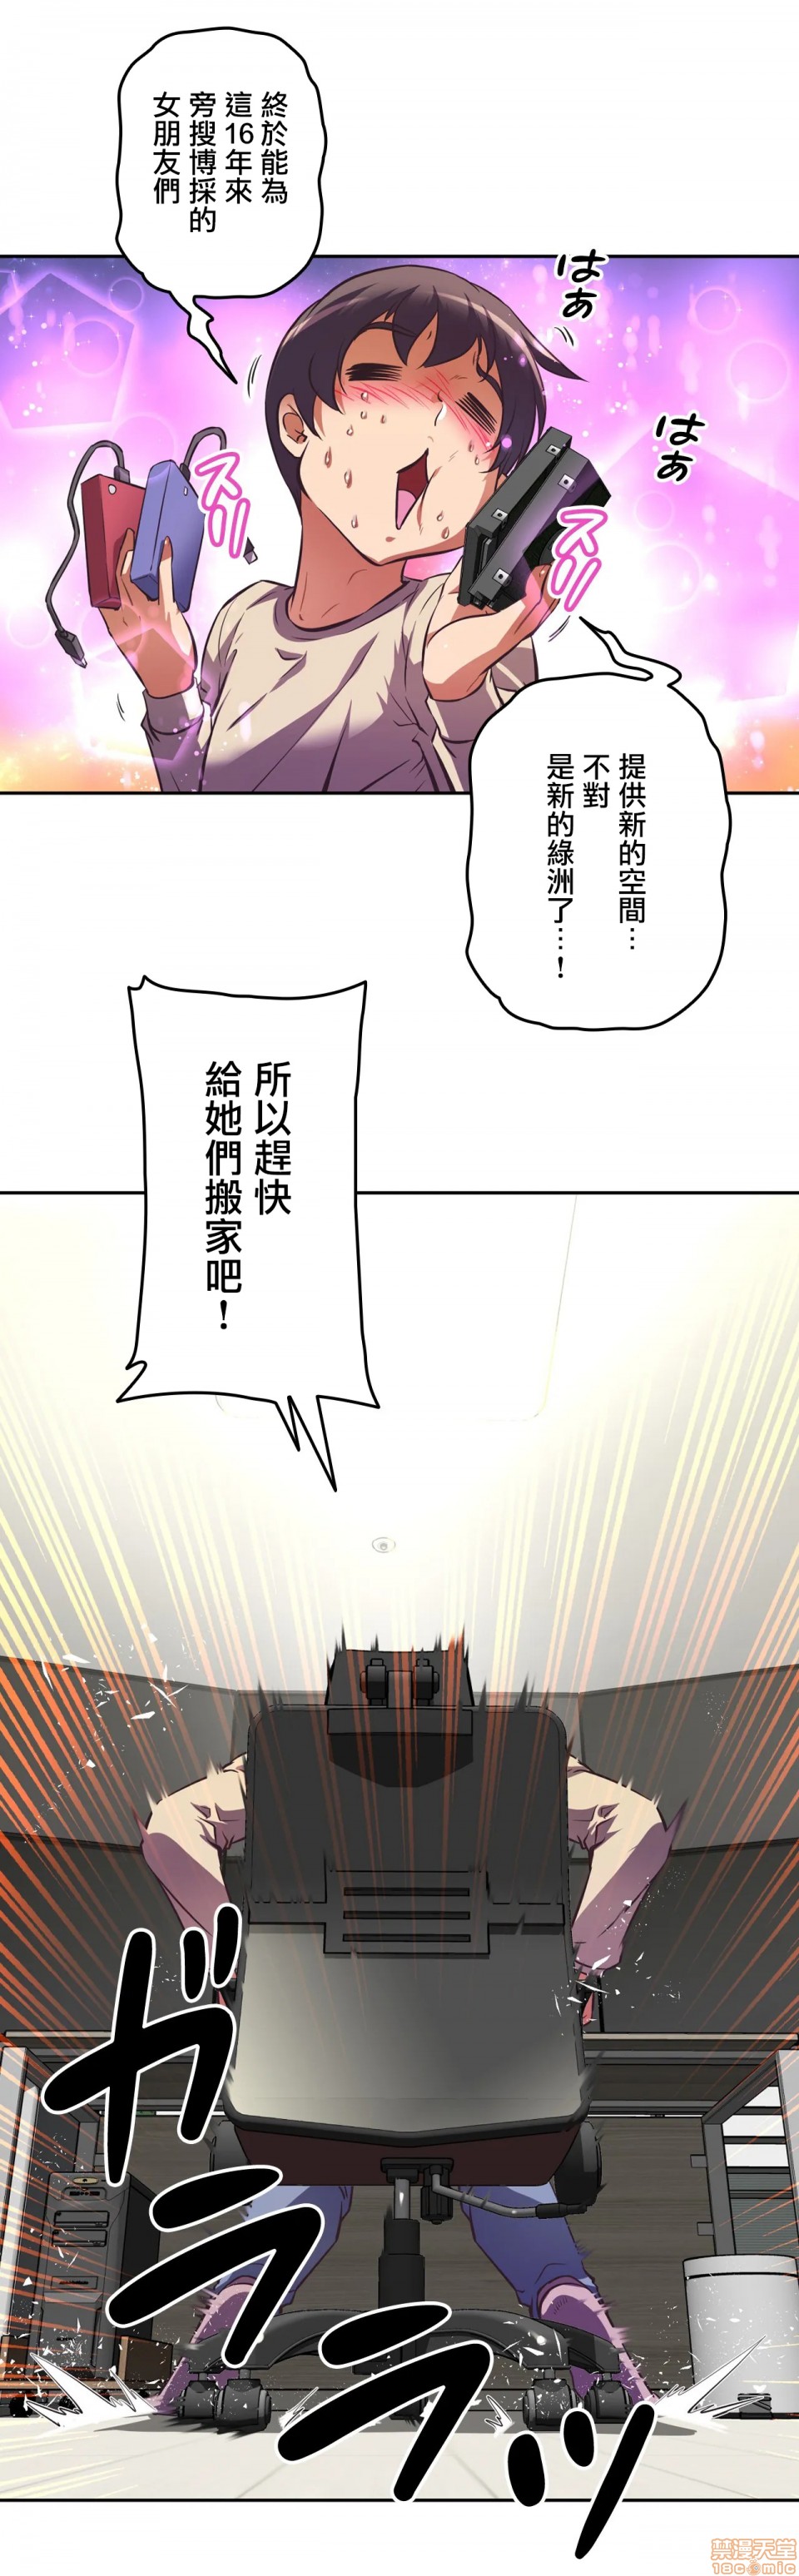 終於能為
這16年來
旁搜博採的
女朋友們
はぁ
はぁ
スリ
スリ
提供新的空間…
不對
是新的綠洲了…！
所以趕快
給她們搬家吧！
ガラララッ
禁漫天堂
18comic